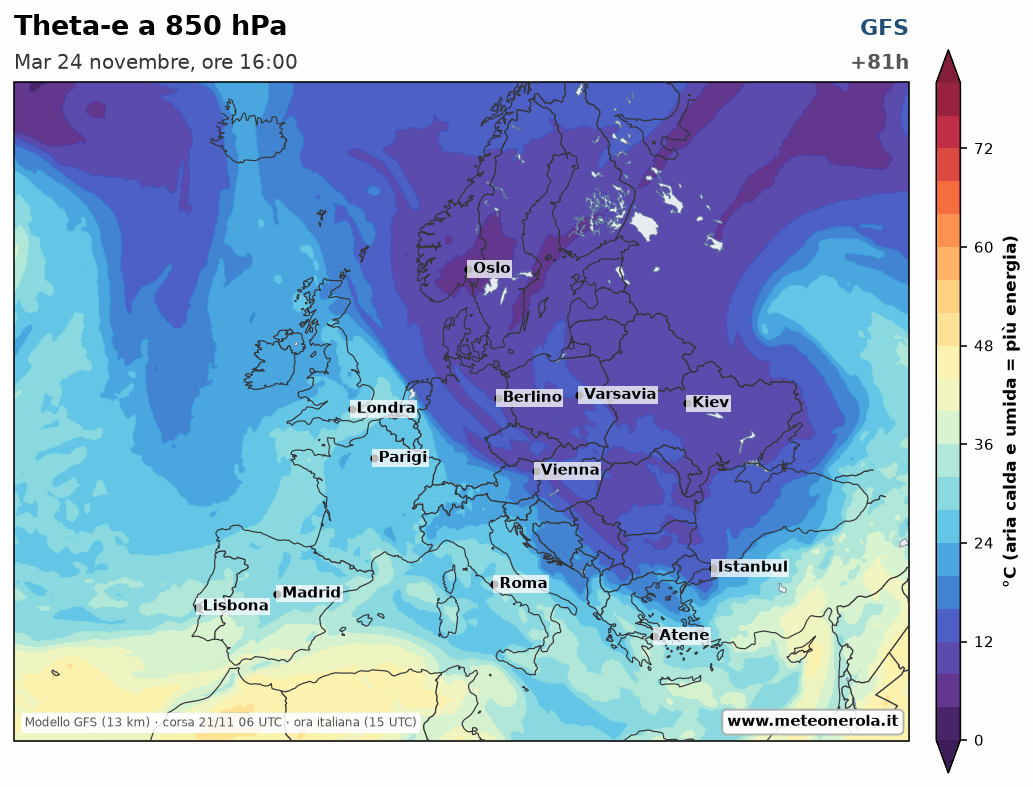 Theta-e a 850 hPa
GFS
Mar 24 novembre, ore 16:00
+81h
Oslo
Berlino
Varsavia
Kiev
Londra
Parigi
Vienna
Istanbul
Roma
Madrid
Lisbona
Atene
Modello GFS (13 km) · corsa 21/11 06 UTC · ora italiana (15 UTC)
www.meteonerola.it
72
60
48
36
24
12
0
°C (aria calda e umida = più energia)